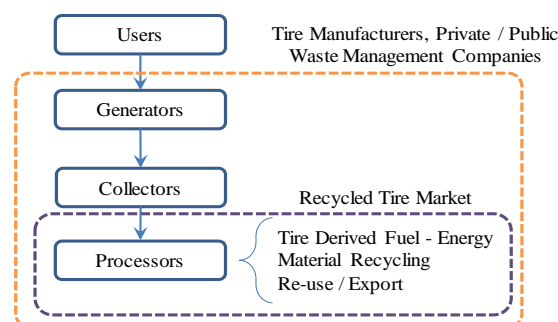 Users
Tire Manufacturers, Private / Public
Waste Management Companies
Generators
Collectors
Recycled Tire Market
Processors
Tire Derived Fuel - Energy
Material Recycling
Re-use / Export